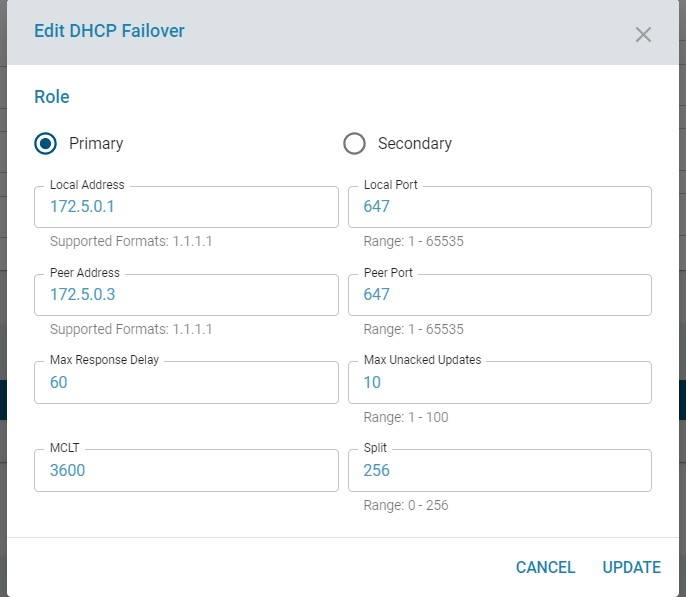 Edit DHCP Failover
Role
Primary
Secondary
Local Address
172.5.0.1
Supported Formats: 1.1.1.1
Local Port
647
Range: 1 - 65535
Peer Address
172.5.0.3
Supported Formats: 1.1.1.1
Peer Port
647
Range: 1 - 65535
Max Response Delay
60
Max Unacked Updates
10
Range: 1 - 100
MCLT
3600
Split
256
Range: 0 - 256
CANCEL
UPDATE